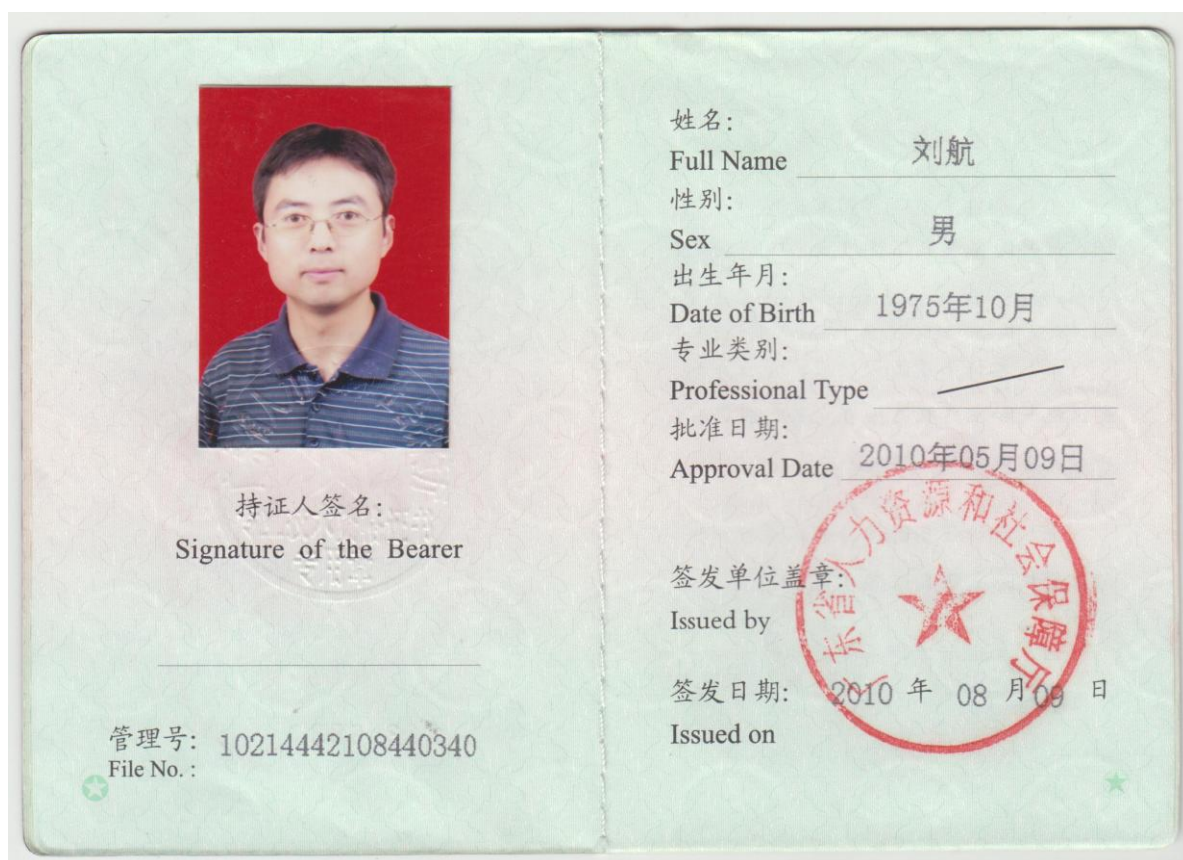 持证人签名:
Signature of the Bearer
管理号: 10214442108440340
File No. :
姓名:
Full Name 刘航
性别:
Sex 男
出生年月:
Date of Birth 1975年10月
专业类别:
Professional Type
批准日期:
Approval Date 2010年05月09日
广东省人力资源和社会保障厅
签发单位盖章:
Issued by
签发日期: 2010 年 08 月 09 日
Issued on